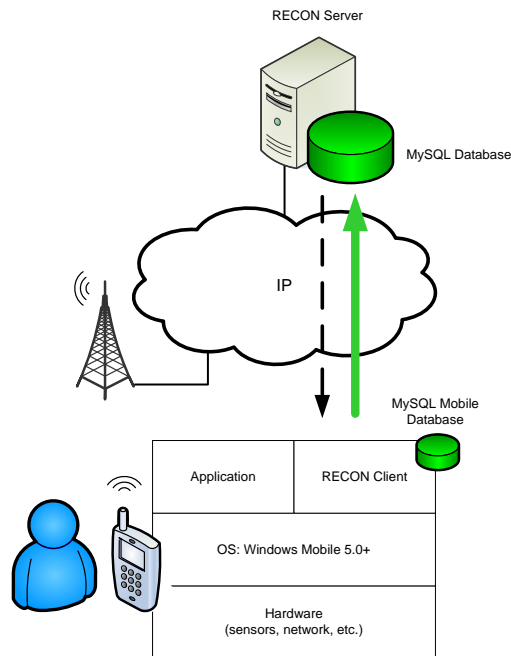 RECON Server
MySQL Database
IP
MySQL Mobile
Database
Application
RECON Client
OS: Windows Mobile 5.0+
Hardware
(sensors, network, etc.)